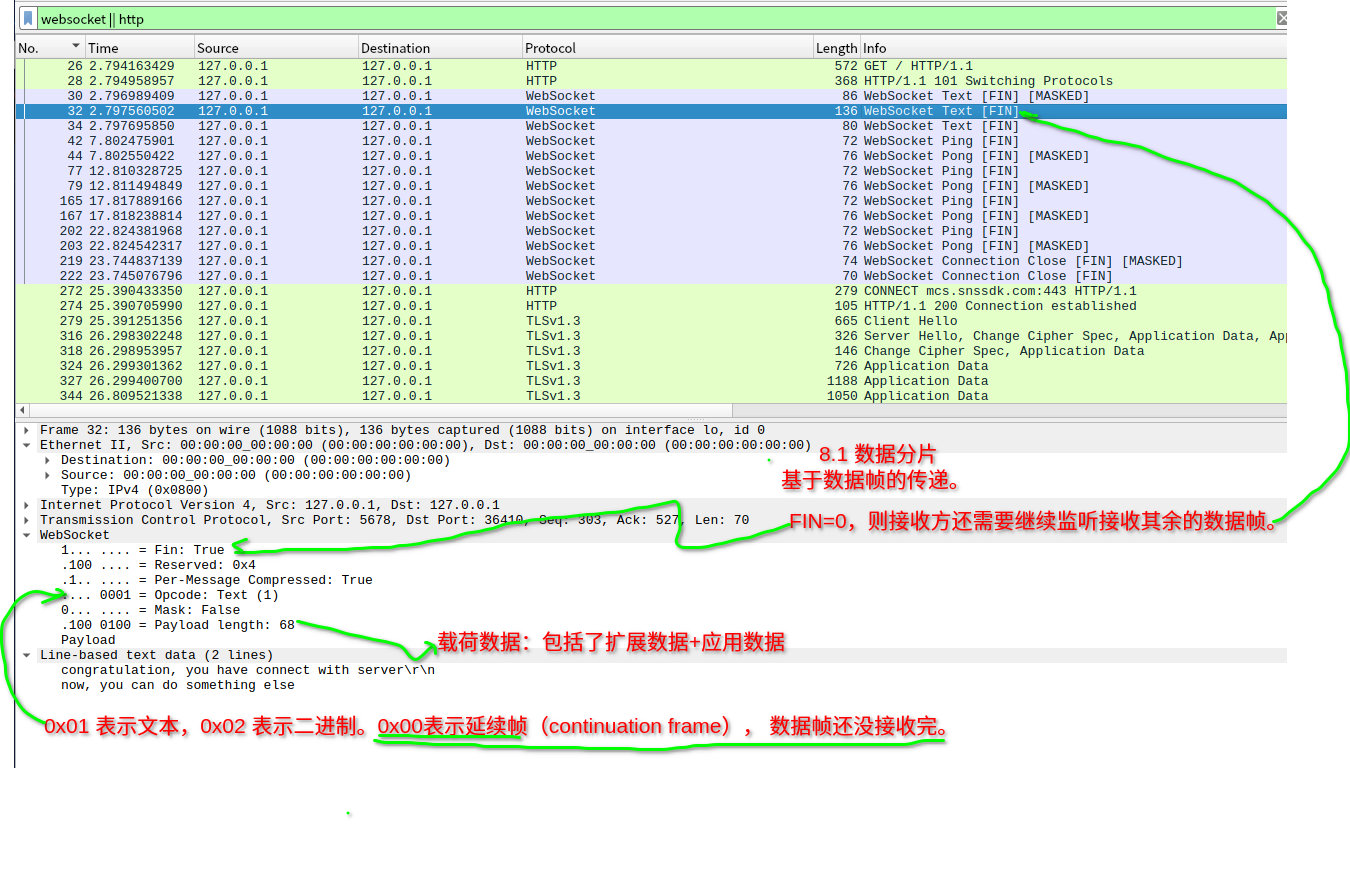 websocket || http
No. Time Source Destination Protocol Length Info
26 2.794163429 127.0.0.1 127.0.0.1 HTTP 572 GET / HTTP/1.1
28 2.794958957 127.0.0.1 127.0.0.1 HTTP 368 HTTP/1.1 101 Switching Protocols
30 2.796989409 127.0.0.1 127.0.0.1 WebSocket 86 WebSocket Text [FIN] [MASKED]
32 2.797560502 127.0.0.1 127.0.0.1 WebSocket 136 WebSocket Text [FIN]
34 2.797695850 127.0.0.1 127.0.0.1 WebSocket 80 WebSocket Text [FIN]
42 7.802475901 127.0.0.1 127.0.0.1 WebSocket 72 WebSocket Ping [FIN]
44 7.802550422 127.0.0.1 127.0.0.1 WebSocket 76 WebSocket Pong [FIN] [MASKED]
77 12.810328725 127.0.0.1 127.0.0.1 WebSocket 72 WebSocket Ping [FIN]
79 12.811494849 127.0.0.1 127.0.0.1 WebSocket 76 WebSocket Pong [FIN] [MASKED]
165 17.817889166 127.0.0.1 127.0.0.1 WebSocket 72 WebSocket Ping [FIN]
167 17.818238814 127.0.0.1 127.0.0.1 WebSocket 76 WebSocket Pong [FIN] [MASKED]
202 22.824381968 127.0.0.1 127.0.0.1 WebSocket 72 WebSocket Ping [FIN]
203 22.824542317 127.0.0.1 127.0.0.1 WebSocket 76 WebSocket Pong [FIN] [MASKED]
219 23.744837139 127.0.0.1 127.0.0.1 WebSocket 74 WebSocket Connection Close [FIN] [MASKED]
222 23.745076796 127.0.0.1 127.0.0.1 WebSocket 70 WebSocket Connection Close [FIN]
272 25.390433350 127.0.0.1 127.0.0.1 HTTP 279 CONNECT mcs.snssdk.com:443 HTTP/1.1
274 25.390705990 127.0.0.1 127.0.0.1 HTTP 105 HTTP/1.1 200 Connection established
279 25.391251356 127.0.0.1 127.0.0.1 TLSv1.3 665 Client Hello
316 26.298302248 127.0.0.1 127.0.0.1 TLSv1.3 326 Server Hello, Change Cipher Spec, Application Data, Ap
318 26.298953957 127.0.0.1 127.0.0.1 TLSv1.3 146 Change Cipher Spec, Application Data
324 26.299301362 127.0.0.1 127.0.0.1 TLSv1.3 726 Application Data
327 26.299400700 127.0.0.1 127.0.0.1 TLSv1.3 1188 Application Data
344 26.809521338 127.0.0.1 127.0.0.1 TLSv1.3 1050 Application Data
Frame 32: 136 bytes on wire (1088 bits), 136 bytes captured (1088 bits) on interface lo, id 0
Ethernet II, Src: 00:00:00_00:00:00 (00:00:00:00:00:00), Dst: 00:00:00_00:00:00 (00:00:00:00:00:00)
Destination: 00:00:00_00:00:00 (00:00:00:00:00:00)
8.1 数据分片
Source: 00:00:00_00:00:00 (00:00:00:00:00:00)
基于数据帧的传递。
Type: IPv4 (0x0800)
Internet Protocol Version 4, Src: 127.0.0.1, Dst: 127.0.0.1
Transmission Control Protocol, Src Port: 5678, Dst Port: 36410, Seq: 303, Ack: 527, Len: 70
FIN=0，则接收方还需要继续监听接收其余的数据帧。
WebSocket
1... .... = Fin: True
.100 .... = Reserved: 0x4
.1.. .... = Per-Message Compressed: True
.... 0001 = Opcode: Text (1)
0... .... = Mask: False
.100 0100 = Payload length: 68
载荷数据：包括了扩展数据+应用数据
Payload
Line-based text data (2 lines)
congratulation, you have connect with server\r\n
now, you can do something else
0x01 表示文本，0x02 表示二进制。0x00表示延续帧（continuation frame）， 数据帧还没接收完。